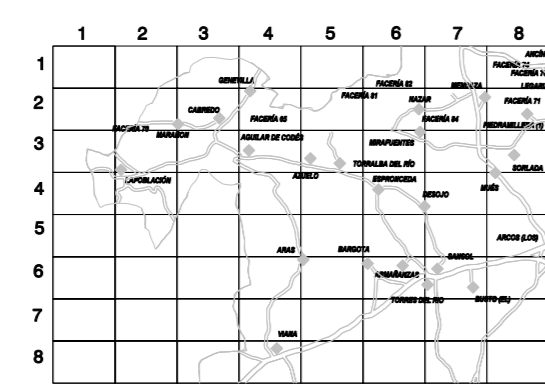 1 2 3 4 5 6 7 8
1
ANCÍN
GENEVILLA
FACERÍA 82
MENDAZA
2
FACERÍA 81
NAZAR
FACERÍA 71
CABREDO
FACERÍA 65
FACERÍA 84
PIEDRAMILLERA (1)
MARAÑÓN
3
AGUILAR DE CODÉS
MIRAFUENTES
TORRALBA DEL RÍO
SORLADA
AZUELO
ESPRONCEDA
4
LAPOBLACIÓN
MUÉS
DESOJO
5
ARCOS (LOS)
ARAS
BARGOTA
SANSOL
6
ARMAÑANZAS
TORRES DEL RÍO
BUSTO (EL)
7
VIANA
8